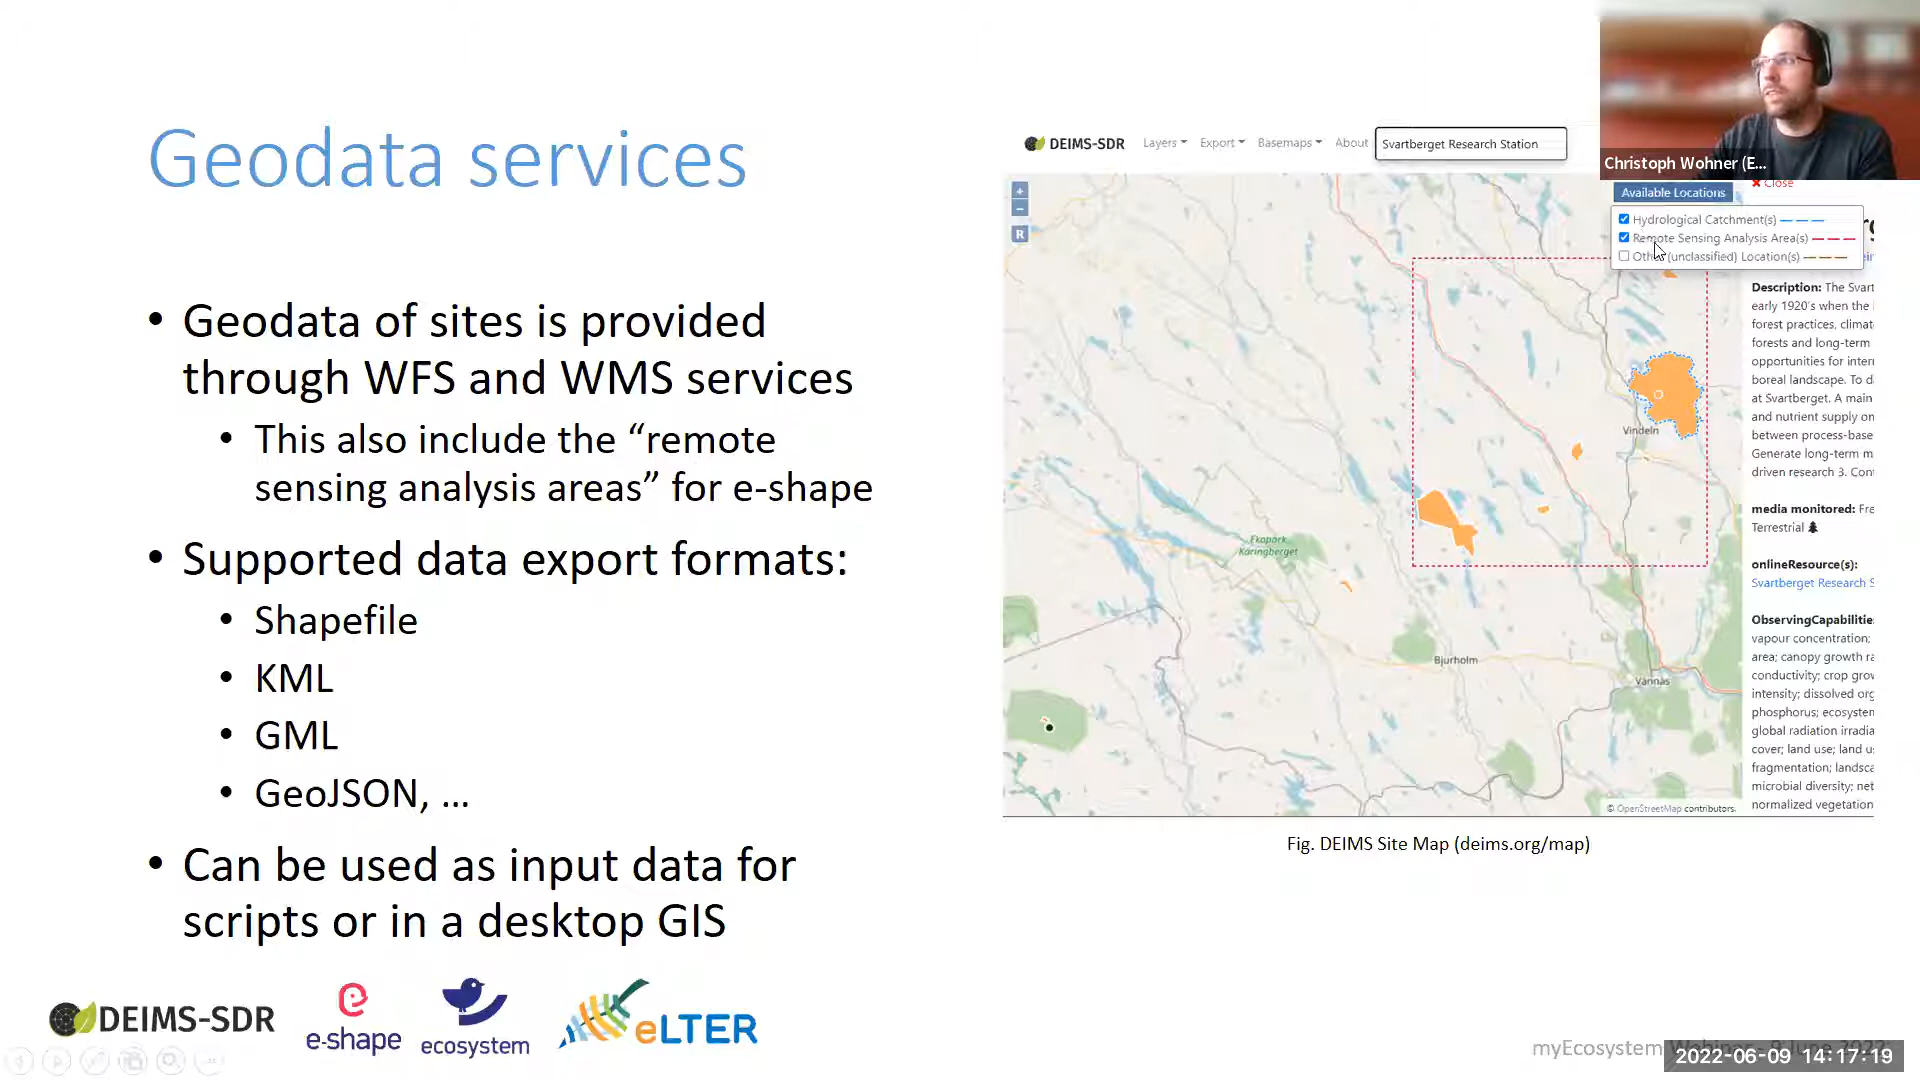 Geodata services
• Geodata of sites is provided
through WFS and WMS services
• This also include the “remote
sensing analysis areas” for e-shape
• Supported data export formats:
• Shapefile
• KML
• GML
• GeoJSON, ...
• Can be used as input data for
scripts or in a desktop GIS
DEIMS-SDR
e-shape
ecosystem
eLTER
DEIMS-SDR Layers Export Basemaps About Svartberget Research Station
+
−
R
Christoph Wohner (E...
Close
Available Locations
Hydrological Catchment(s)
Remote Sensing Analysis Area(s)
(unclassified) Location(s)
Vindeln
Ekopark
Käringberget
Bjurholm
Vännäs
© OpenStreetMap contributors.
Description: The Svart
early 1920's when the
forest practices, climat
forests and long-term
opportunities for inter
boreal landscape. To d
at Svartberget. A main
and nutrient supply on
between process-base
Generate long-term m
driven research 3. Con
media monitored: Fre
Terrestrial
onlineResource(s):
Svartberget Research S
ObservingCapabilitie
vapour concentration;
area; canopy growth ra
conductivity; crop grov
intensity; dissolved org
phosphorus; ecosysten
global radiation irradia
cover; land use; land u
fragmentation; landsca
microbial diversity; net
normalized vegetation
Fig. DEIMS Site Map (deims.org/map)
myEcosystem
2022-06-09 14:17:19